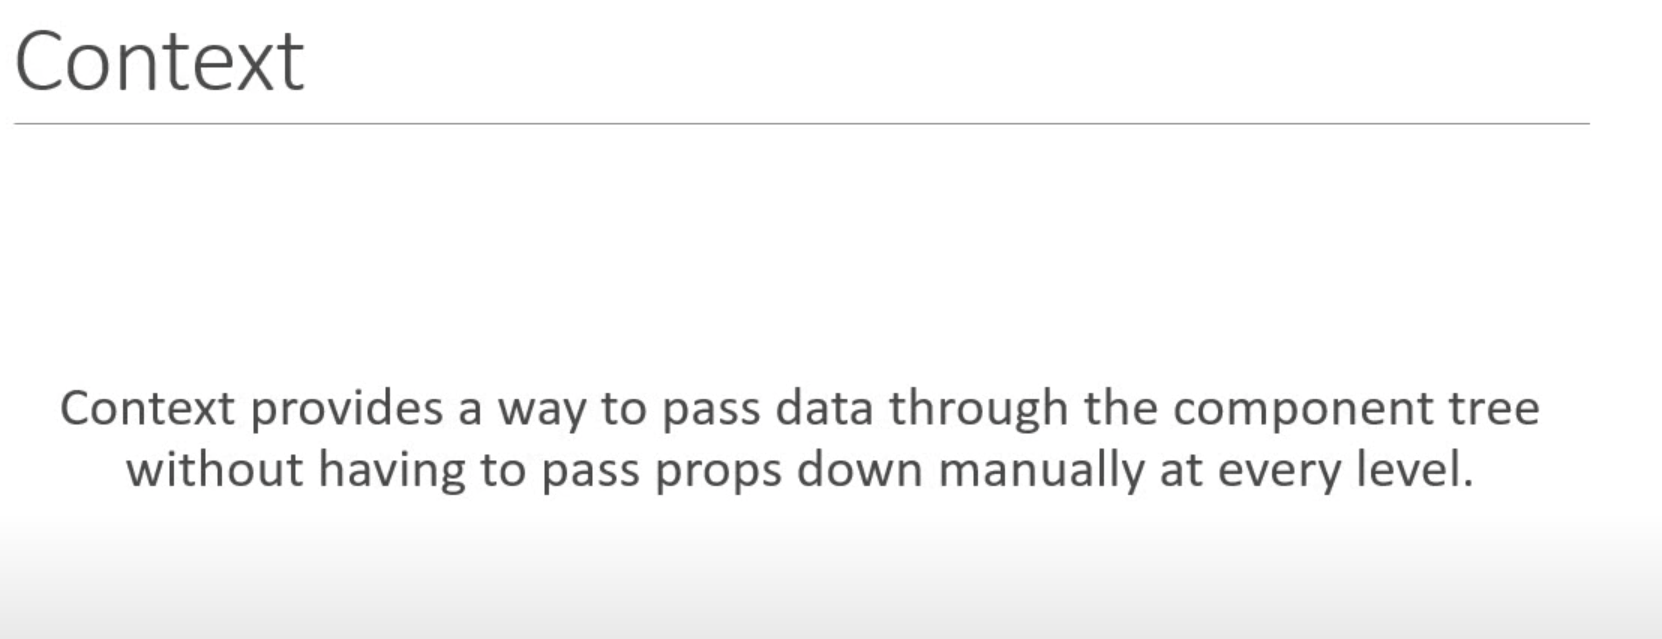 Context
Context provides a way to pass data through the component tree
without having to pass props down manually at every level.